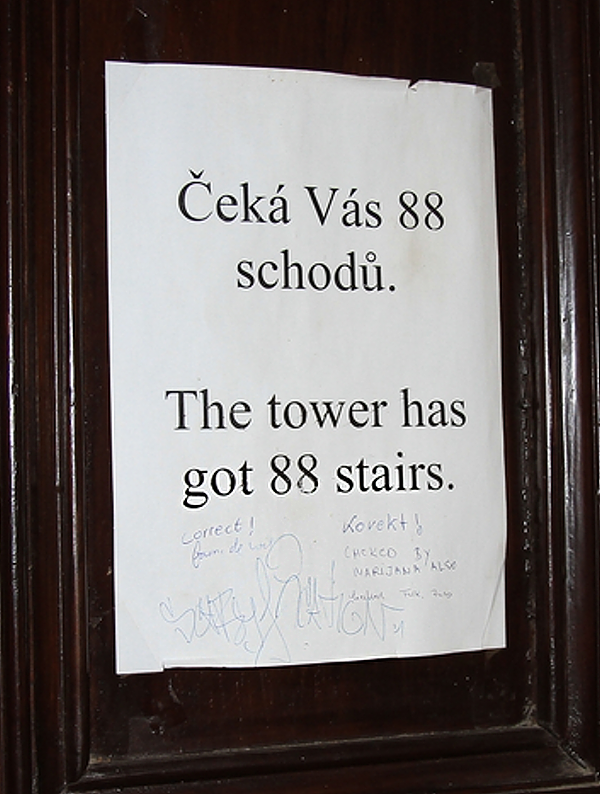 Čeká Vás 88
schodů.
The tower has
got 88 stairs.
correct!
Korekt!
CHCKED BY
MARIJANA ALSO